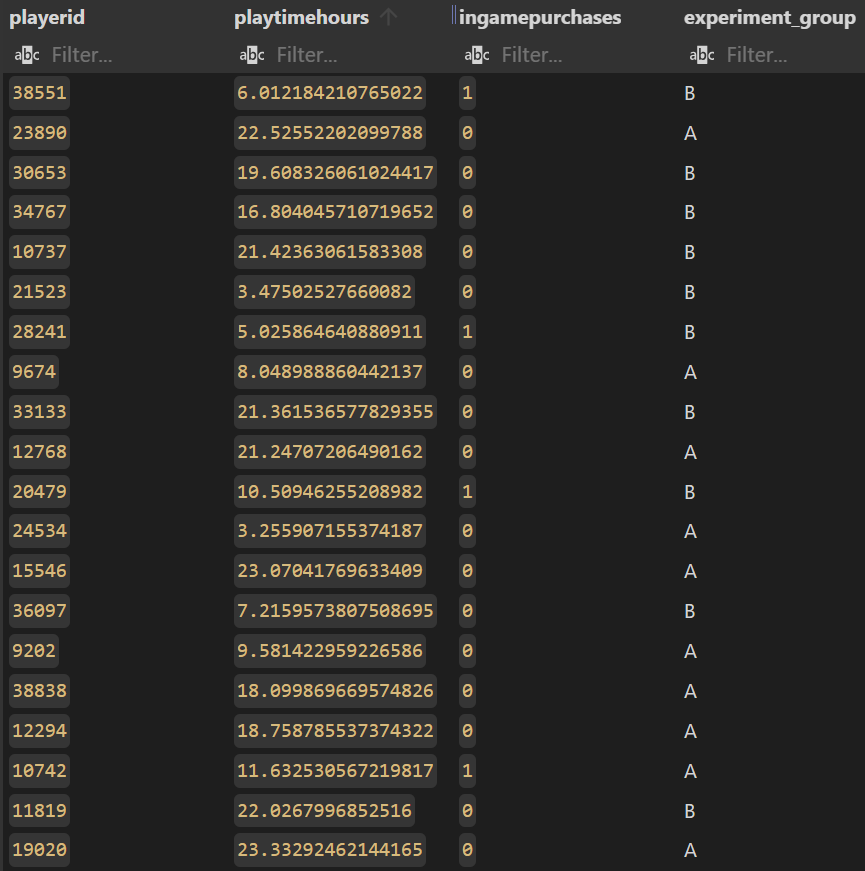 playerid playtimehours ingamepurchases experiment_group
abc Filter... abc Filter... abc Filter... abc Filter...
38551 6.012184210765022 1 B
23890 22.52552202099788 0 A
30653 19.608326061024417 0 B
34767 16.804045710719652 0 B
10737 21.42363061583308 0 B
21523 3.47502527660082 0 B
28241 5.025864640880911 1 B
9674 8.048988860442137 0 A
33133 21.361536577829355 0 B
12768 21.24707206490162 0 A
20479 10.50946255208982 1 B
24534 3.255907155374187 0 A
15546 23.07041769633409 0 A
36097 7.2159573807508695 0 B
9202 9.581422959226586 0 A
38838 18.099869669574826 0 A
12294 18.758785537374322 0 A
10742 11.632530567219817 1 A
11819 22.0267996852516 0 B
19020 23.33292462144165 0 A